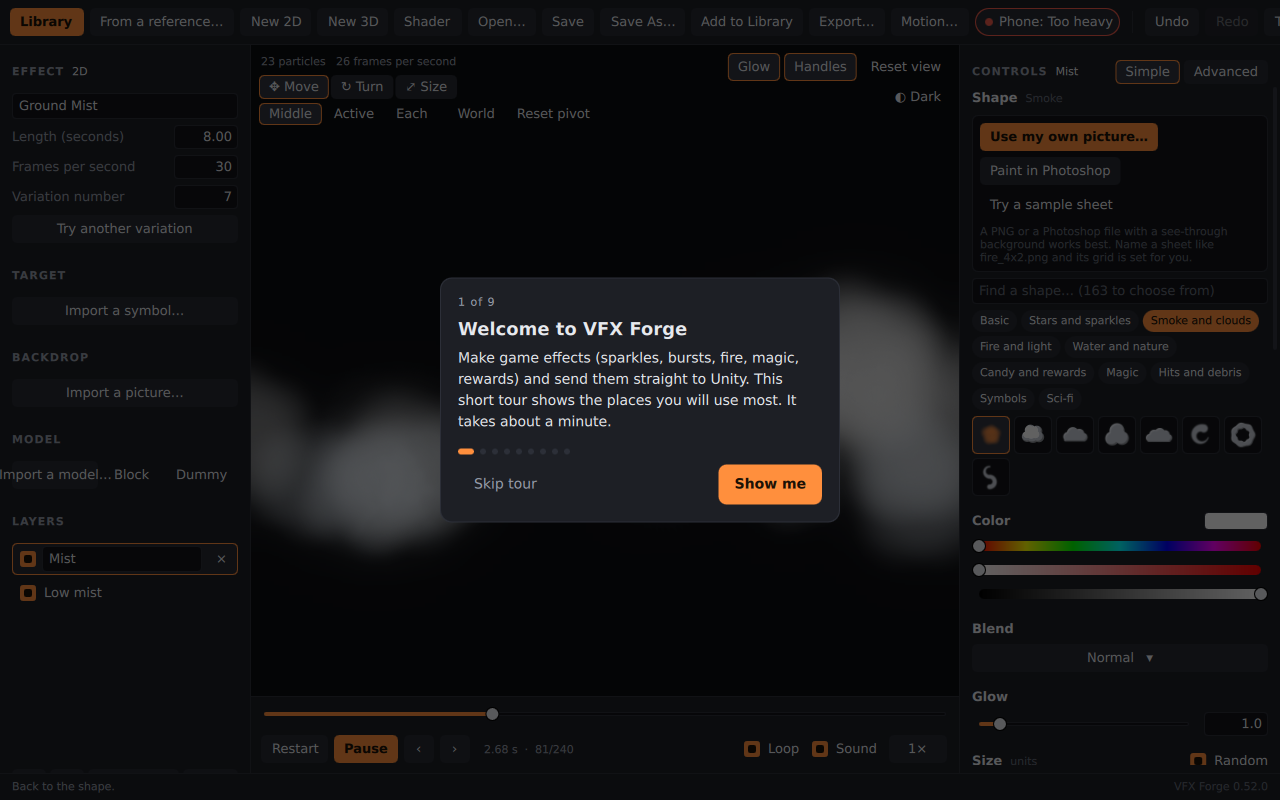 Library From a reference... New 2D New 3D Shader Open... Save Save As... Add to Library Export... Motion... Phone: Too heavy Undo Redo
EFFECT 2D
Ground Mist
Length (seconds) 8.00
Frames per second 30
Variation number 7
Try another variation
TARGET
Import a symbol...
BACKDROP
Import a picture...
MODEL
Import a model... Block Dummy
LAYERS
Mist ×
Low mist
23 particles 26 frames per second
Glow Handles Reset view
✥ Move ↻ Turn ⤢ Size
◐ Dark
Middle Active Each World Reset pivot
1 of 9
Welcome to VFX Forge
Make game effects (sparkles, bursts, fire, magic,
rewards) and send them straight to Unity. This
short tour shows the places you will use most. It
takes about a minute.
Skip tour Show me
Restart Pause ‹ › 2.68 s · 81/240 Loop Sound 1×
CONTROLS Mist Simple Advanced
Shape Smoke
Use my own picture...
Paint in Photoshop
Try a sample sheet
A PNG or a Photoshop file with a see-through
background works best. Name a sheet like
fire_4x2.png and its grid is set for you.
Find a shape... (163 to choose from)
Basic Stars and sparkles Smoke and clouds
Fire and light Water and nature
Candy and rewards Magic Hits and debris
Symbols Sci-fi
Color
Blend
Normal ▾
Glow
1.0
Size units Random
Back to the shape. VFX Forge 0.52.0